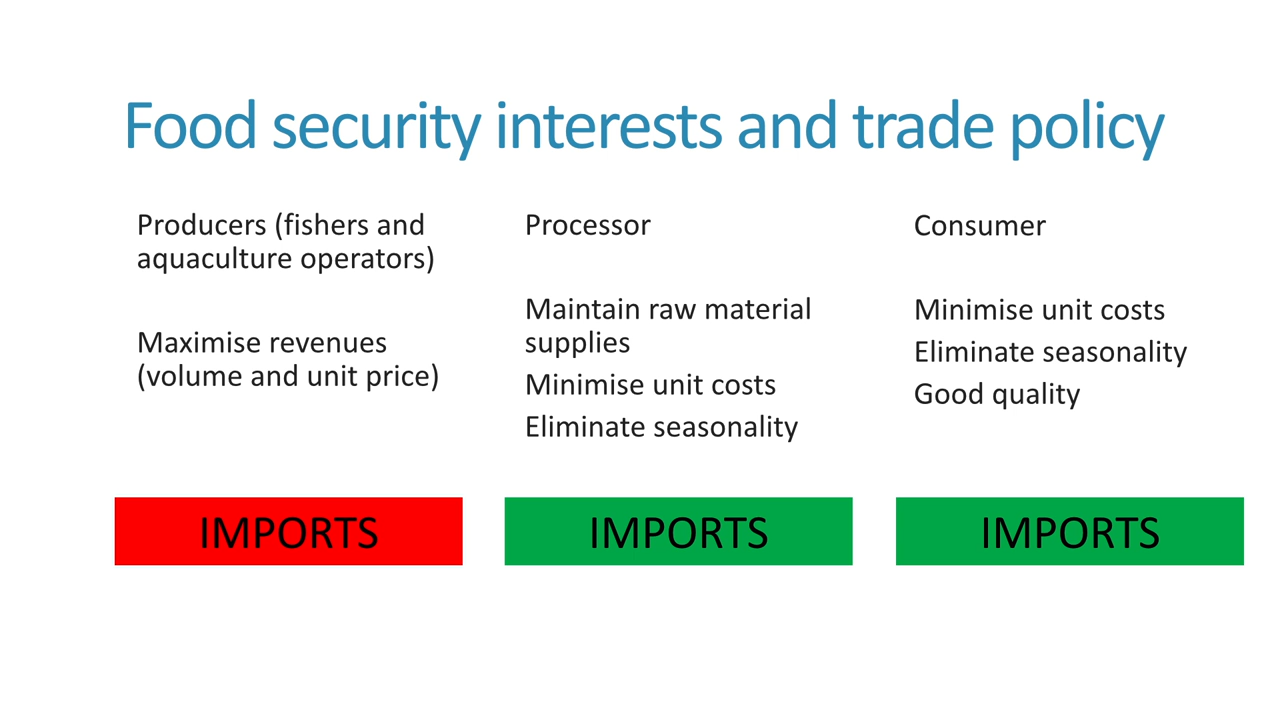 Food security interests and trade policy
Producers (fishers and
aquaculture operators)
Maximise revenues
(volume and unit price)
IMPORTS
Processor
Maintain raw material
supplies
Minimise unit costs
Eliminate seasonality
IMPORTS
Consumer
Minimise unit costs
Eliminate seasonality
Good quality
IMPORTS